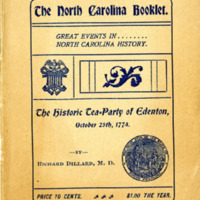 The North Carolina Booklet.
GREAT EVENTS IN........
NORTH CAROLINA HISTORY.
The Historic Tea-Party of Edenton,
October 25th, 1774.
—BY—
RICHARD DILLARD, M. D.
PRICE 10 CENTS.
$1.00 THE YEAR.